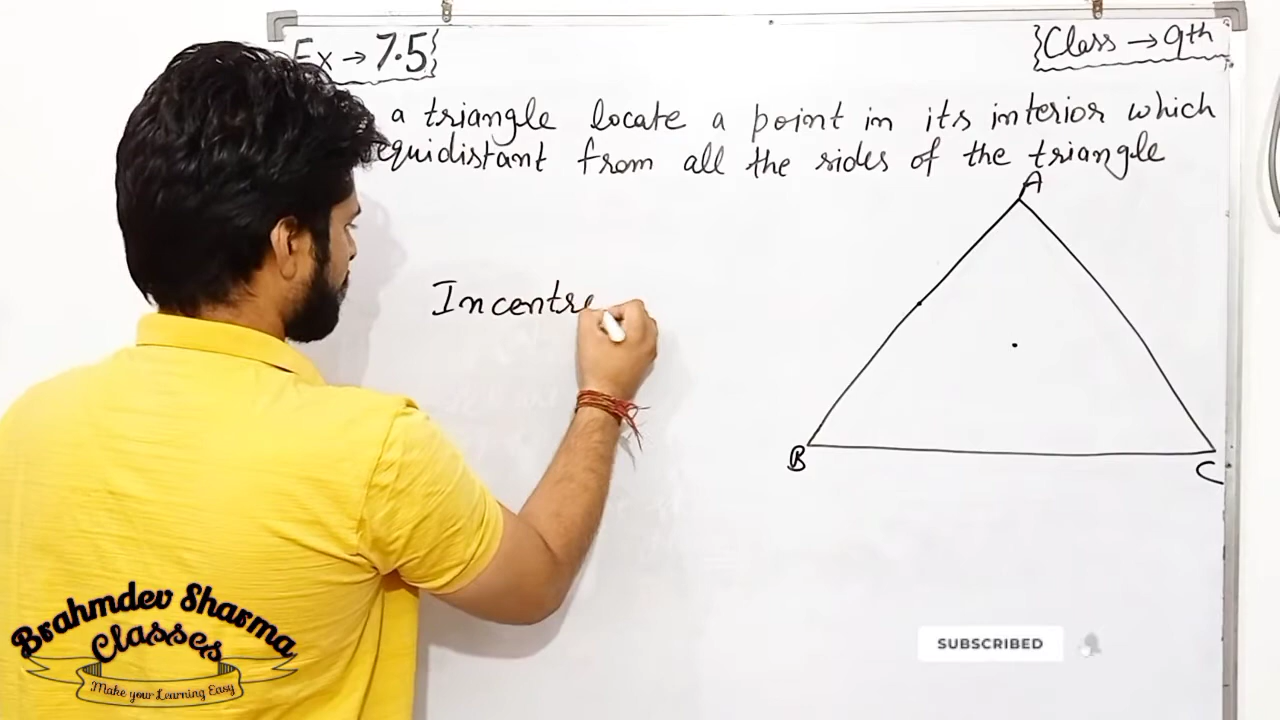 Ex → 7.5
Class → 9th
a triangle locate a point in its interior which
equidistant from all the sides of the triangle
A
Incentre
B
C
Brahmdev Sharma
Classes
Make your Learning Easy
SUBSCRIBED